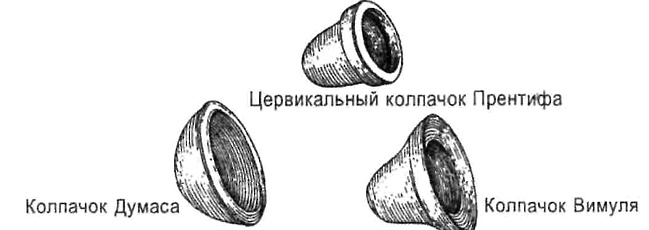 Цервикальный колпачок Прентифа
Колпачок Думаса
Колпачок Вимуля